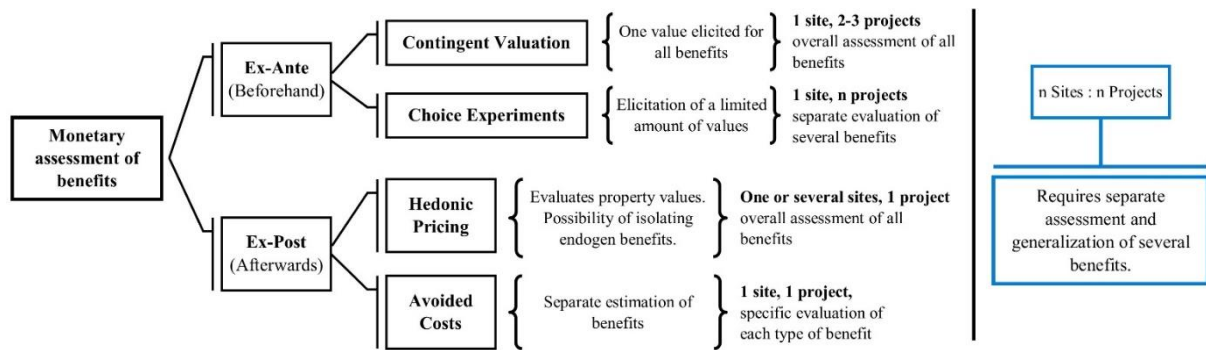 Monetary
assessment of
benefits
Ex-Ante
(Beforehand)
Contingent Valuation
One value elicited for
all benefits
1 site, 2-3 projects
overall assessment of all
benefits
Choice Experiments
Elicitation of a limited
amount of values
1 site, n projects
separate evaluation of
several benefits
Ex-Post
(Afterwards)
Hedonic
Pricing
Evaluates property values.
Possibility of isolating
endogen benefits.
One or several sites, 1 project
overall assessment of all
benefits
Avoided
Costs
Separate estimation of
benefits
1 site, 1 project,
specific evaluation of
each type of benefit
n Sites : n Projects
Requires separate
assessment and
generalization of several
benefits.